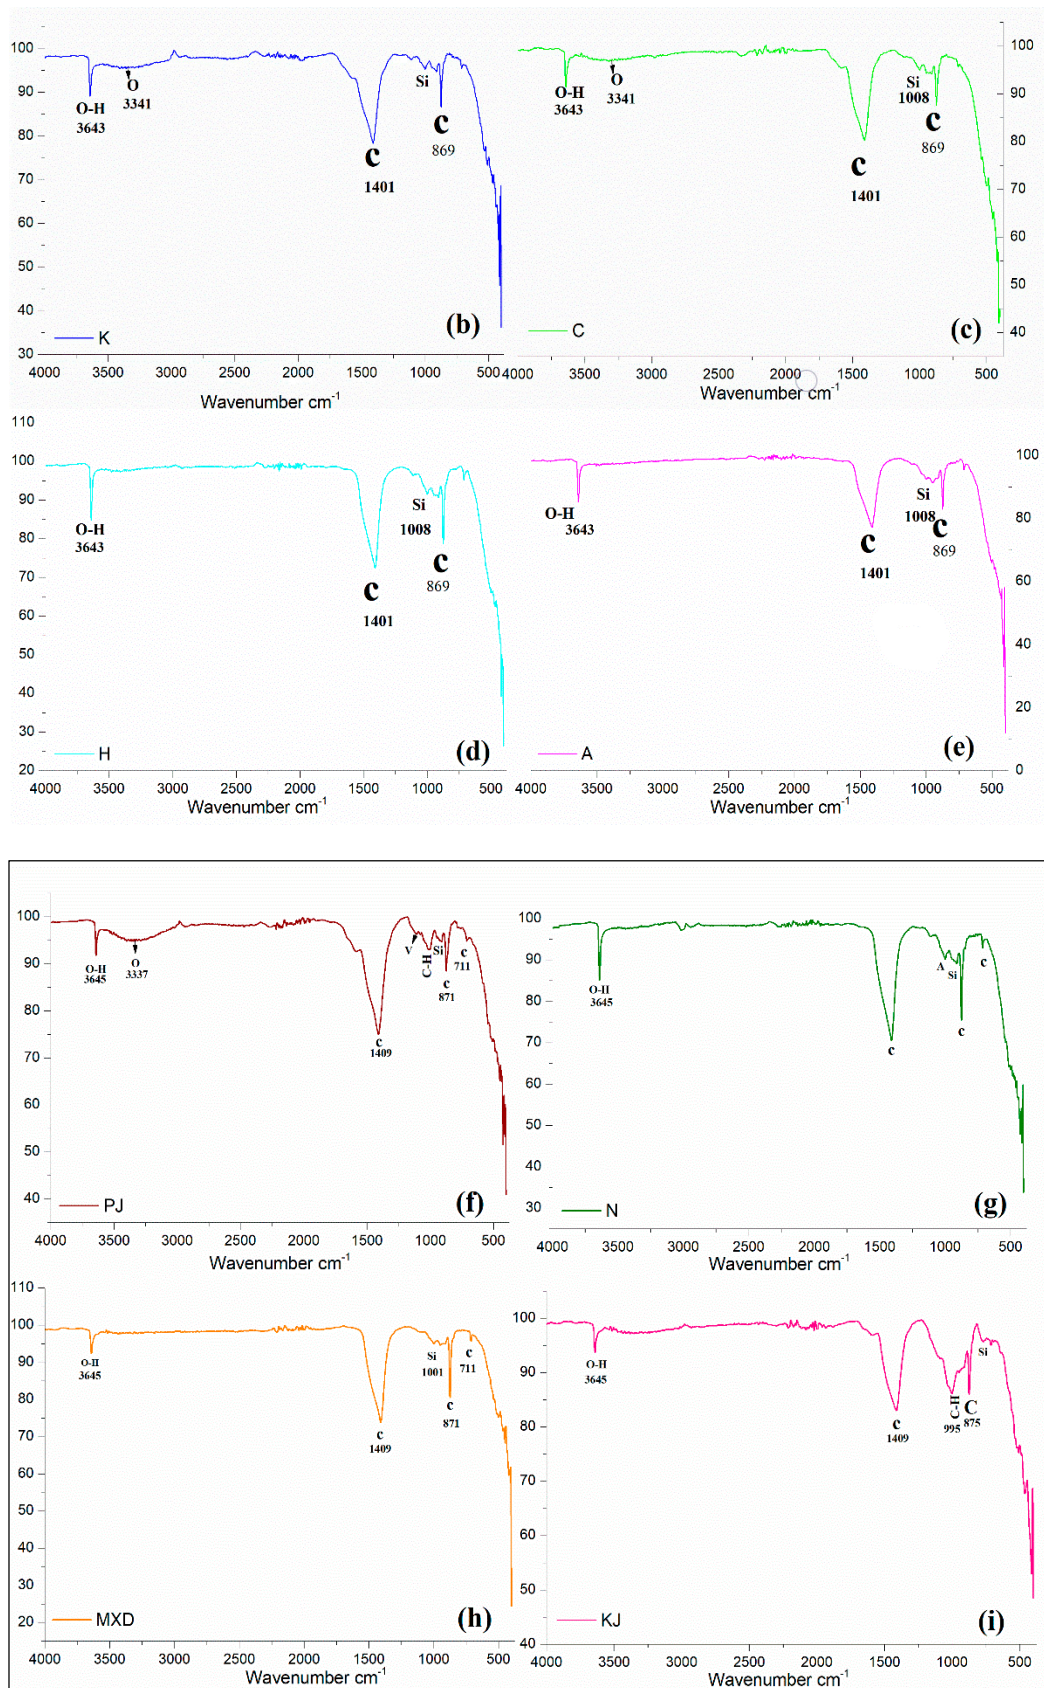 100
90
80
70
60
50
40
30
O-H
3643
O
3341
C
1401
Si
C
869
K
(b)
4000 3500 3000 2500 2000 1500 1000 500
Wavenumber cm-1
100
90
80
70
60
50
40
O-H
3643
O
3341
C
1401
Si
1008
C
869
C
(c)
4000 3500 3000 2500 2000 1500 1000 500
Wavenumber cm-1
110
100
90
80
70
60
50
40
30
20
O-H
3643
C
1401
Si
1008
C
869
H
(d)
4000 3500 3000 2500 2000 1500 1000 500
Wavenumber cm-1
100
80
60
40
20
0
O-H
3643
C
1401
Si
1008
C
869
A
(e)
4000 3500 3000 2500 2000 1500 1000 500
Wavenumber cm-1
100
90
80
70
60
50
40
O-H
3645
O
3337
C
1409
V
C-H
Si
C
871
C
711
PJ
(f)
4000 3500 3000 2500 2000 1500 1000 500
Wavenumber cm-1
100
90
80
70
60
50
40
30
O-H
3645
C
A
Si
C
C
N
(g)
4000 3500 3000 2500 2000 1500 1000 500
Wavenumber cm-1
110
100
90
80
70
60
50
40
30
20
O-H
3645
C
1409
Si
1001
C
871
C
711
MXD
(h)
4000 3500 3000 2500 2000 1500 1000 500
Wavenumber cm-1
100
90
80
70
60
50
40
O-H
3645
C
1409
C-H
995
C
875
Si
KJ
(i)
4000 3500 3000 2500 2000 1500 1000 500
Wavenumber cm-1